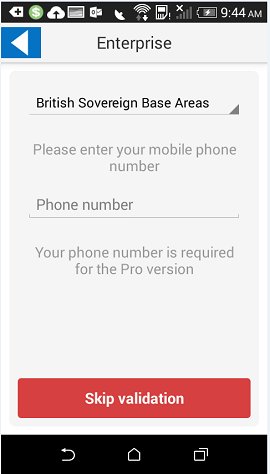 9:44 AM
Enterprise
British Sovereign Base Areas
Please enter your mobile phone
number
Phone number
Your phone number is required
for the Pro version
Skip validation